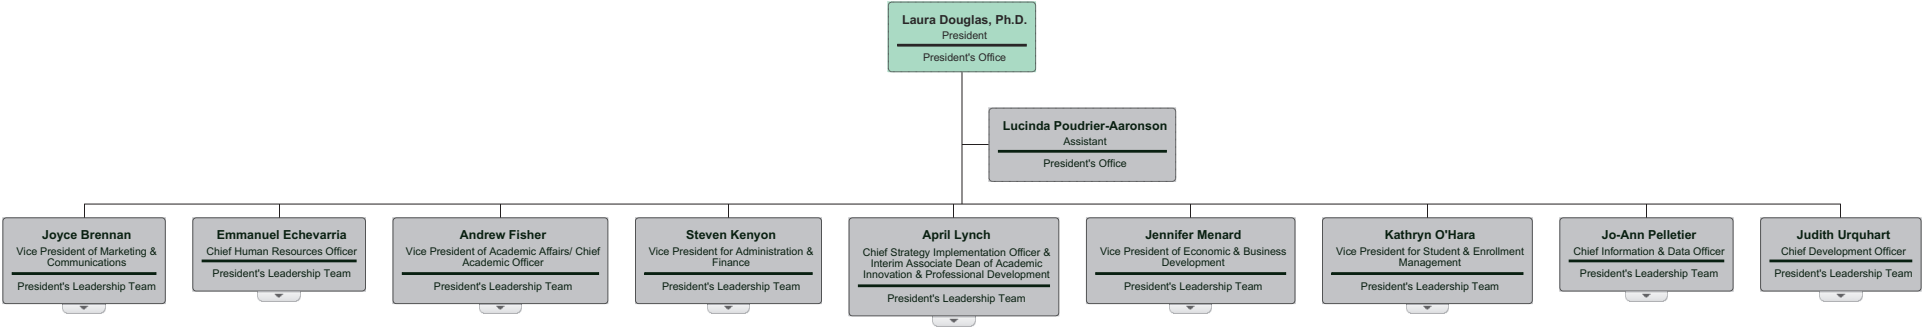 Laura Douglas, Ph.D.
President
President's Office
Lucinda Poudrier-Aaronson
Assistant
President's Office
Joyce Brennan
Vice President of Marketing &
Communications
President's Leadership Team
Emmanuel Echevarria
Chief Human Resources Officer
President's Leadership Team
Andrew Fisher
Vice President of Academic Affairs/ Chief
Academic Officer
President's Leadership Team
Steven Kenyon
Vice President for Administration &
Finance
President's Leadership Team
April Lynch
Chief Strategy Implementation Officer &
Interim Associate Dean of Academic
Innovation & Professional Development
President's Leadership Team
Jennifer Menard
Vice President of Economic & Business
Development
President's Leadership Team
Kathryn O'Hara
Vice President for Student & Enrollment
Management
President's Leadership Team
Jo-Ann Pelletier
Chief Information & Data Officer
President's Leadership Team
Judith Urquhart
Chief Development Officer
President's Leadership Team